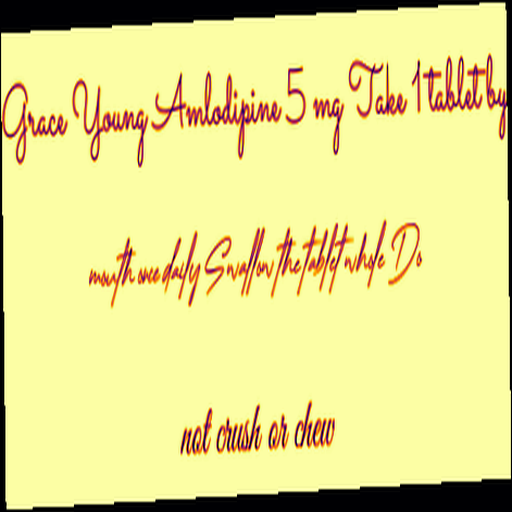 Grace Young Amlodipine 5 mg Take 1 tablet by
mouth once daily Swallow the tablet whole Do
not crush or chew